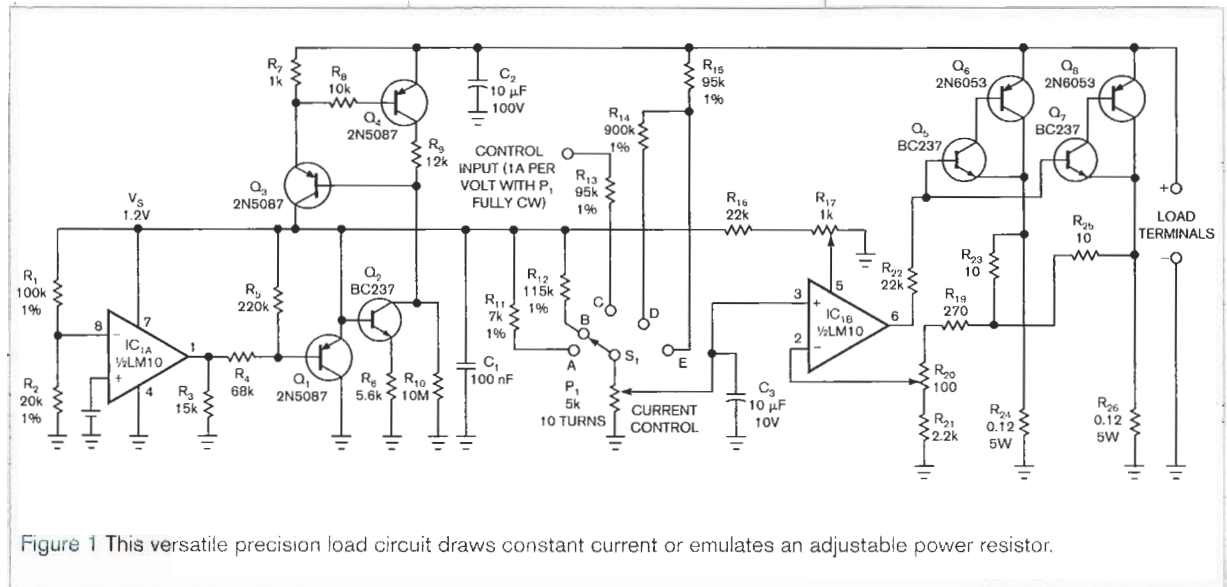 R7
1k
R8
10k
Q4
2N5087
C2
10 µF
100V
R9
12k
Q3
2N5087
CONTROL
INPUT (1A PER
VOLT WITH P1
FULLY CW)
R13
95k
1%
R14
900k
1%
R15
95k
1%
Q6
2N6053
Q8
2N6053
Q5
BC237
Q7
BC237
+
LOAD
TERMINALS
−
VS
1.2V
R1
100k
1%
R2
20k
1%
8
−
+
7
IC1A
½LM10
4
1
R3
15k
R4
68k
R5
220k
Q1
2N5087
Q2
BC237
R6
5.6k
R10
10M
C1
100 nF
R11
7k
1%
R12
115k
1%
A
B
C
D
E
S1
P1
5k
10 TURNS
CURRENT
CONTROL
C3
10 µF
10V
R16
22k
R17
1k
3
+
2
−
5
IC1B
½LM10
6
R22
22k
R19
270
R20
100
R21
2.2k
R23
10
R25
10
R24
0.12
5W
R26
0.12
5W
Figure 1 This versatile precision load circuit draws constant current or emulates an adjustable power resistor.